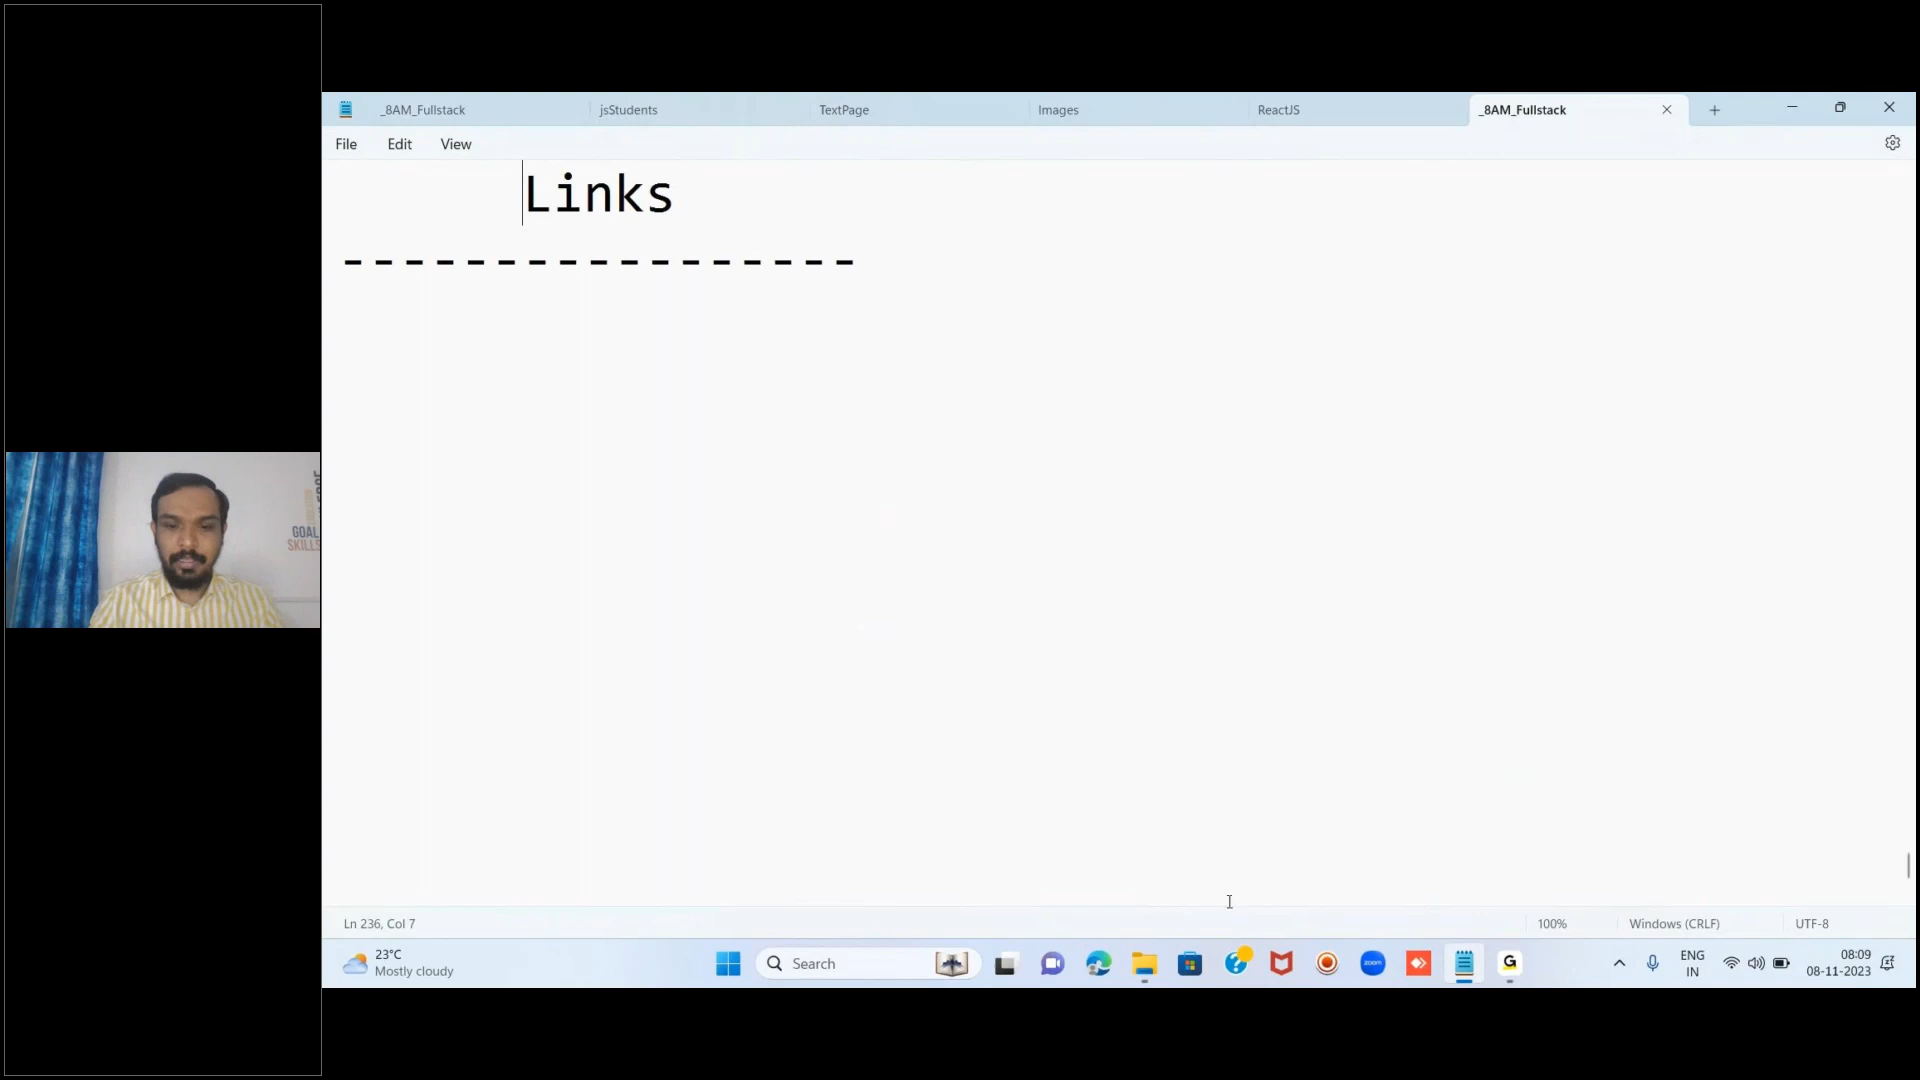 _8AM_Fullstack jsStudents TextPage Images ReactJS _8AM_Fullstack
File Edit View
Links
-----------------
GOAL
SKILLS
Ln 236, Col 7 100% Windows (CRLF) UTF-8
23°C
Mostly cloudy
Search
zoom
G
ENG
IN
08:09
08-11-2023